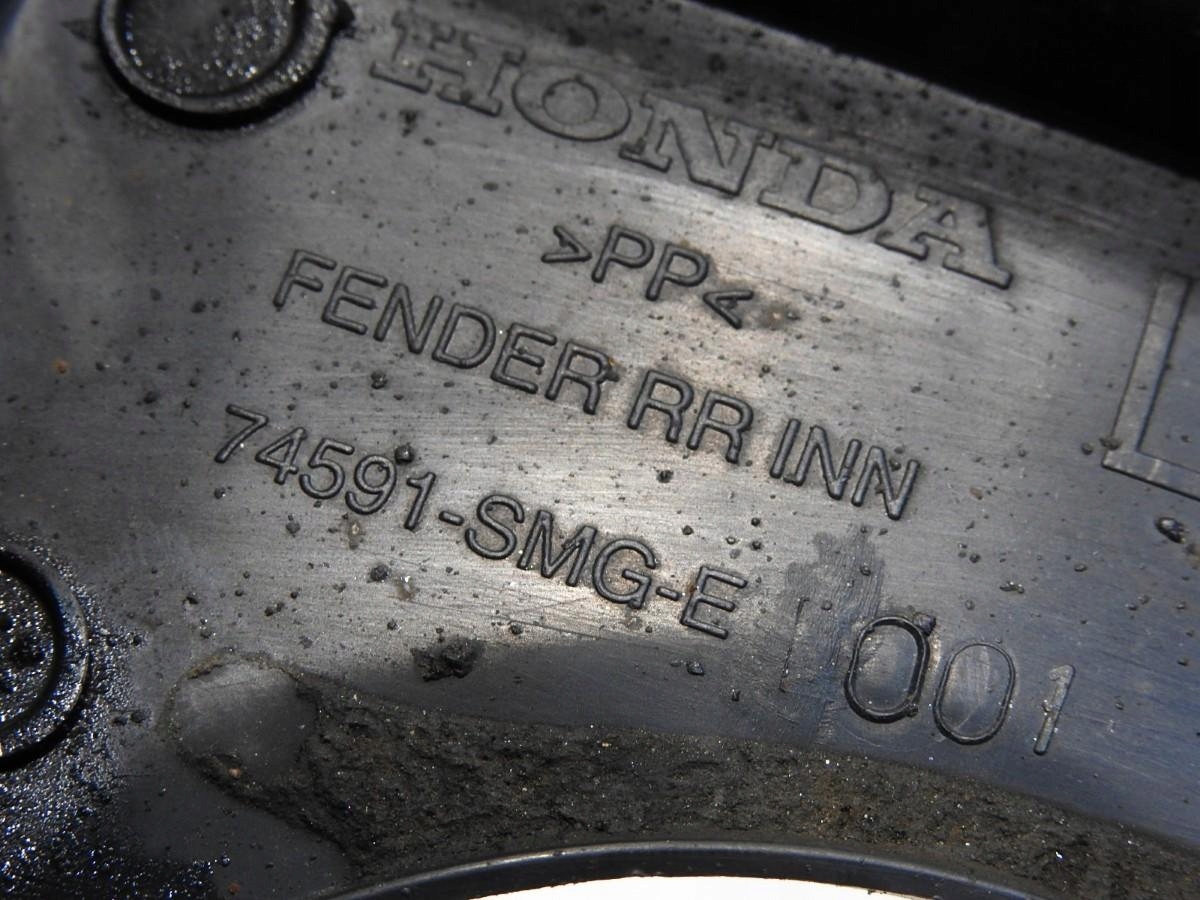 HONDA
>PP<
FENDER RR INN
74591-SMG-E 001